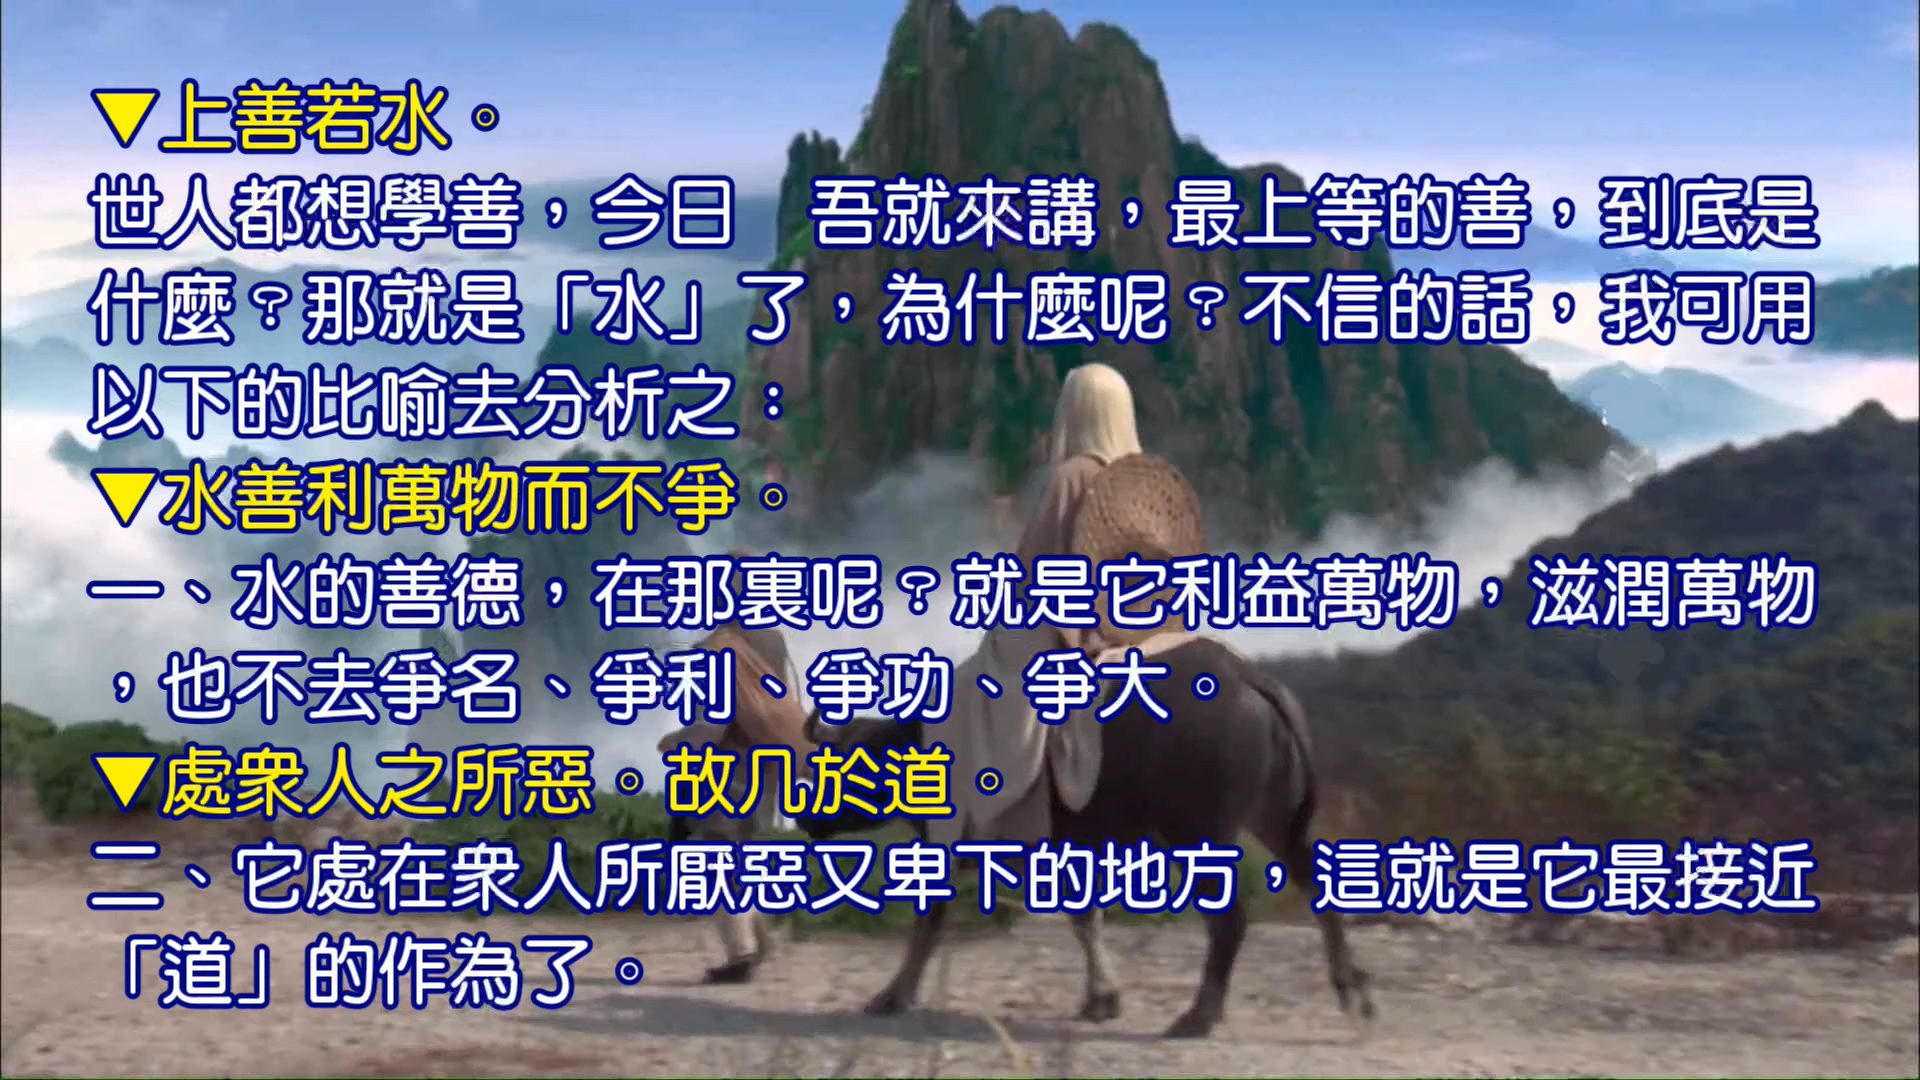 ▼上善若水。
世人都想學善，今日　吾就來講，最上等的善，到底是
什麼？那就是「水」了，為什麼呢？不信的話，我可用
以下的比喻去分析之：
▼水善利萬物而不爭。
一、水的善德，在那裏呢？就是它利益萬物，滋潤萬物
，也不去爭名、爭利、爭功、爭大。
▼處衆人之所惡。故几於道。
二、它處在衆人所厭惡又卑下的地方，這就是它最接近
「道」的作為了。